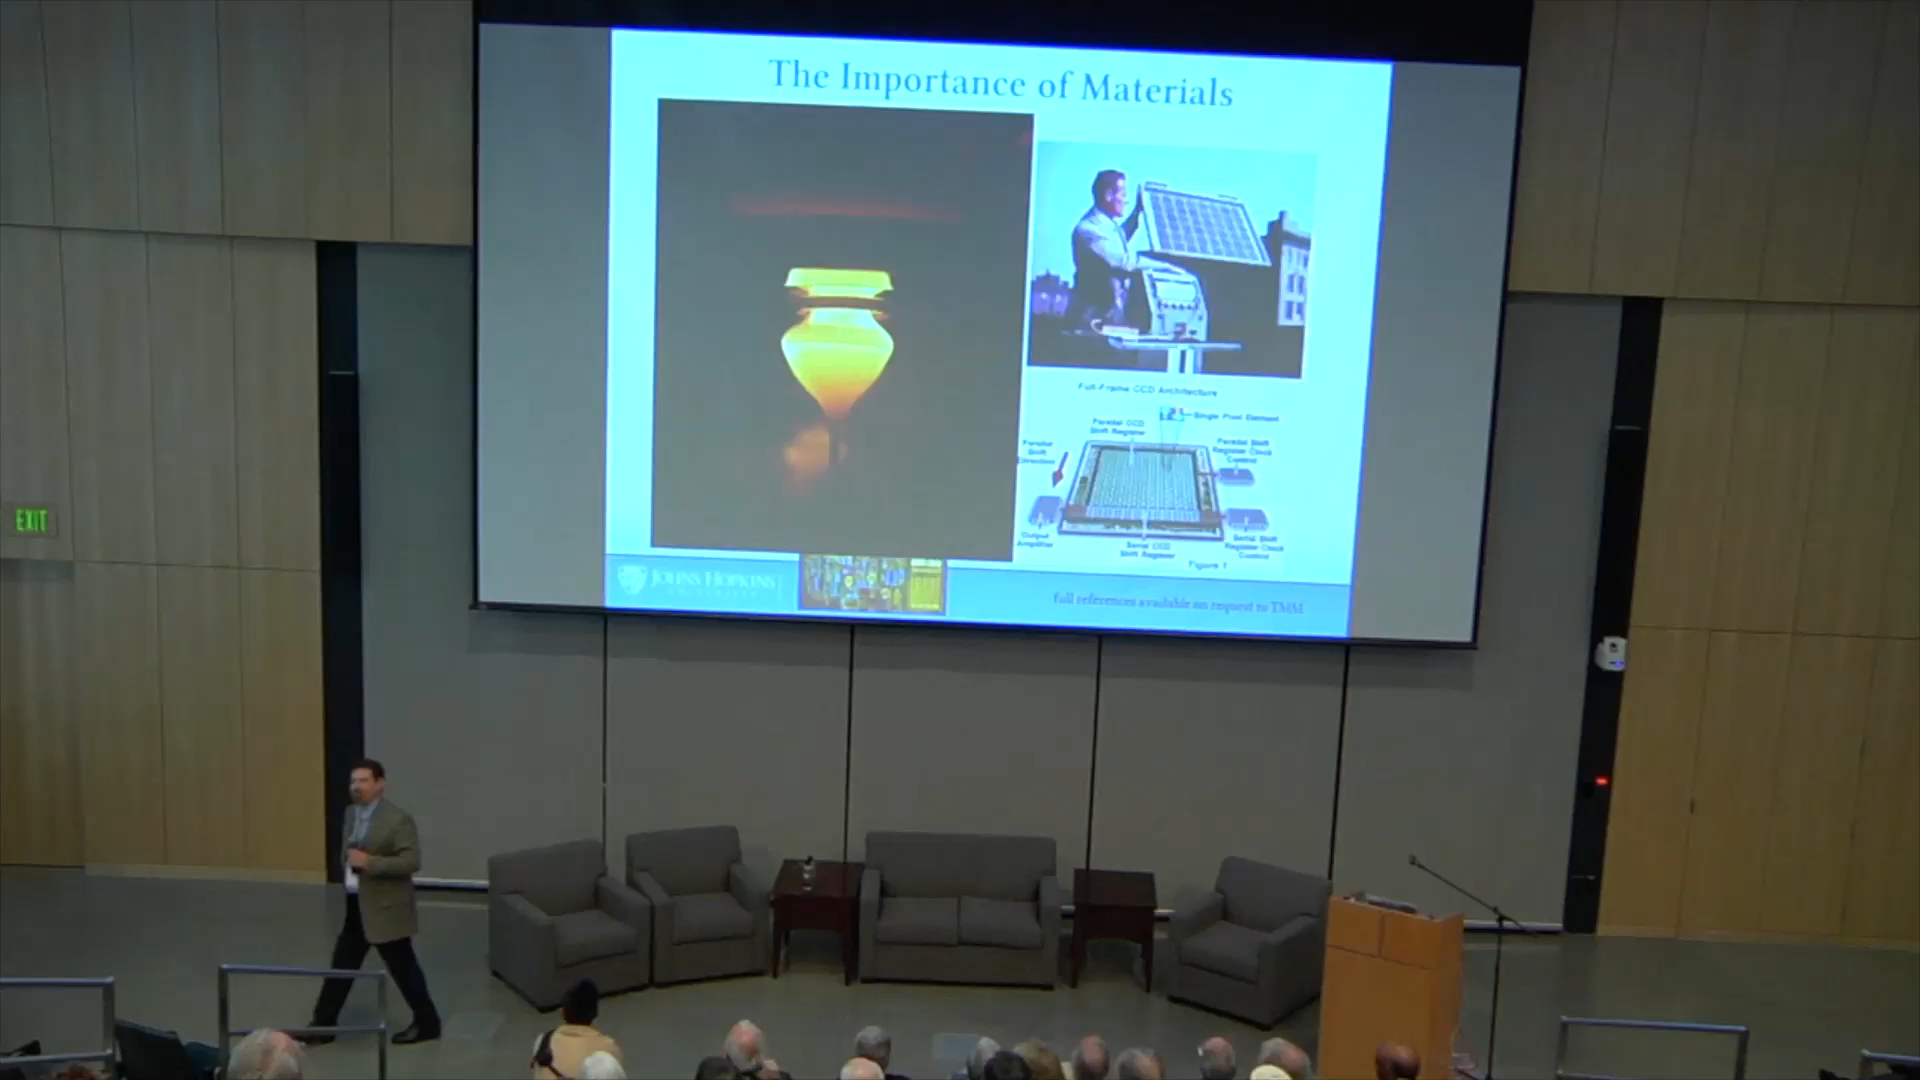 The Importance of Materials
Full-Frame CCD Architecture
Single Pixel Element
Parallel CCD
Shift Register
Parallel
Shift
Direction
Parallel Shift
Register Clock
Control
Output
Amplifier
Serial CCD
Shift Register
Serial Shift
Register Clock
Control
Figure 1
JOHNS HOPKINS
UNIVERSITY
full references available on request to TMM
EXIT